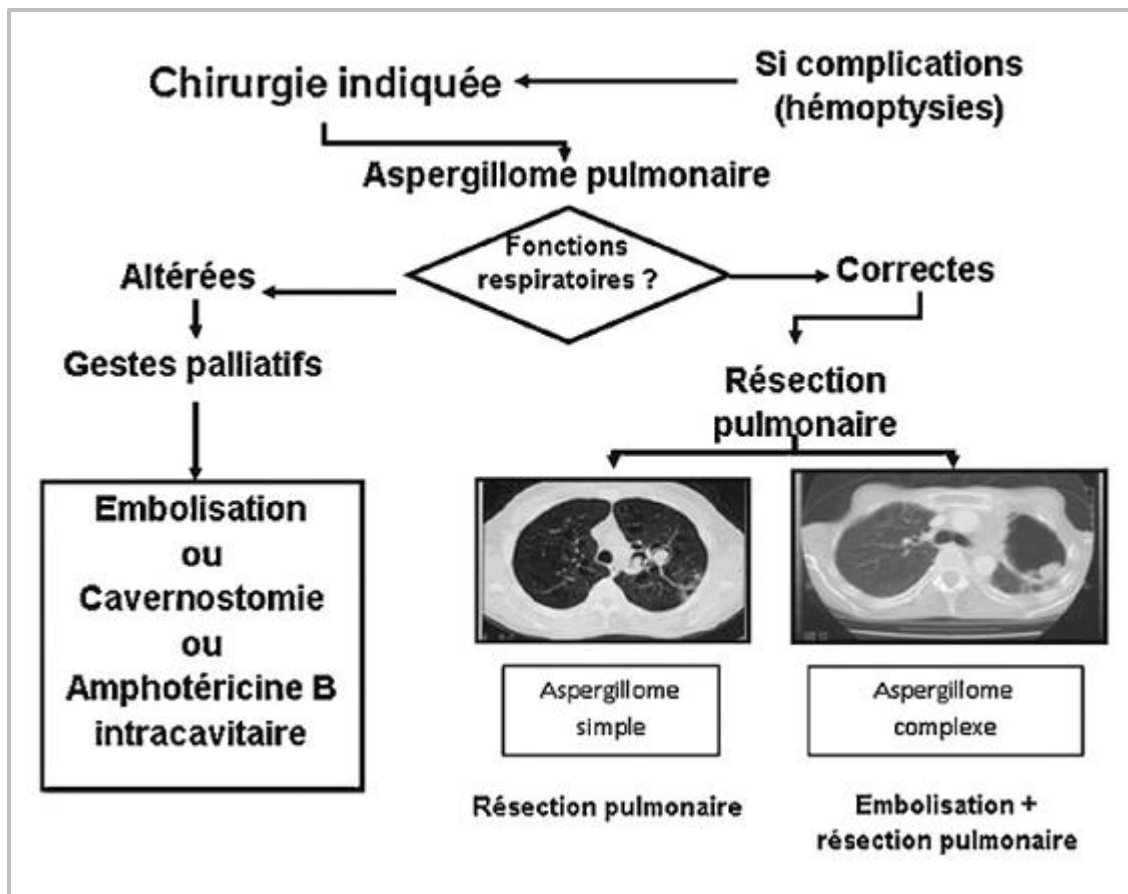 Chirurgie indiquée
Si complications
(hémoptysies)
Aspergillome pulmonaire
Fonctions
respiratoires ?
Altérées
Correctes
Gestes palliatifs
Résection
pulmonaire
Embolisation
ou
Cavernostomie
ou
Amphotéricine B
intracavitaire
Aspergillome
simple
Aspergillome
complexe
Résection pulmonaire
Embolisation +
résection pulmonaire